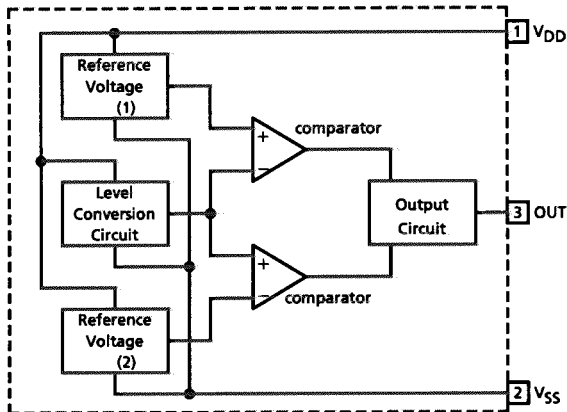 1 VDD
Reference
Voltage
(1)
comparator
+
−
Level
Conversion
Circuit
Output
Circuit
3 OUT
+
−
comparator
Reference
Voltage
(2)
2 VSS